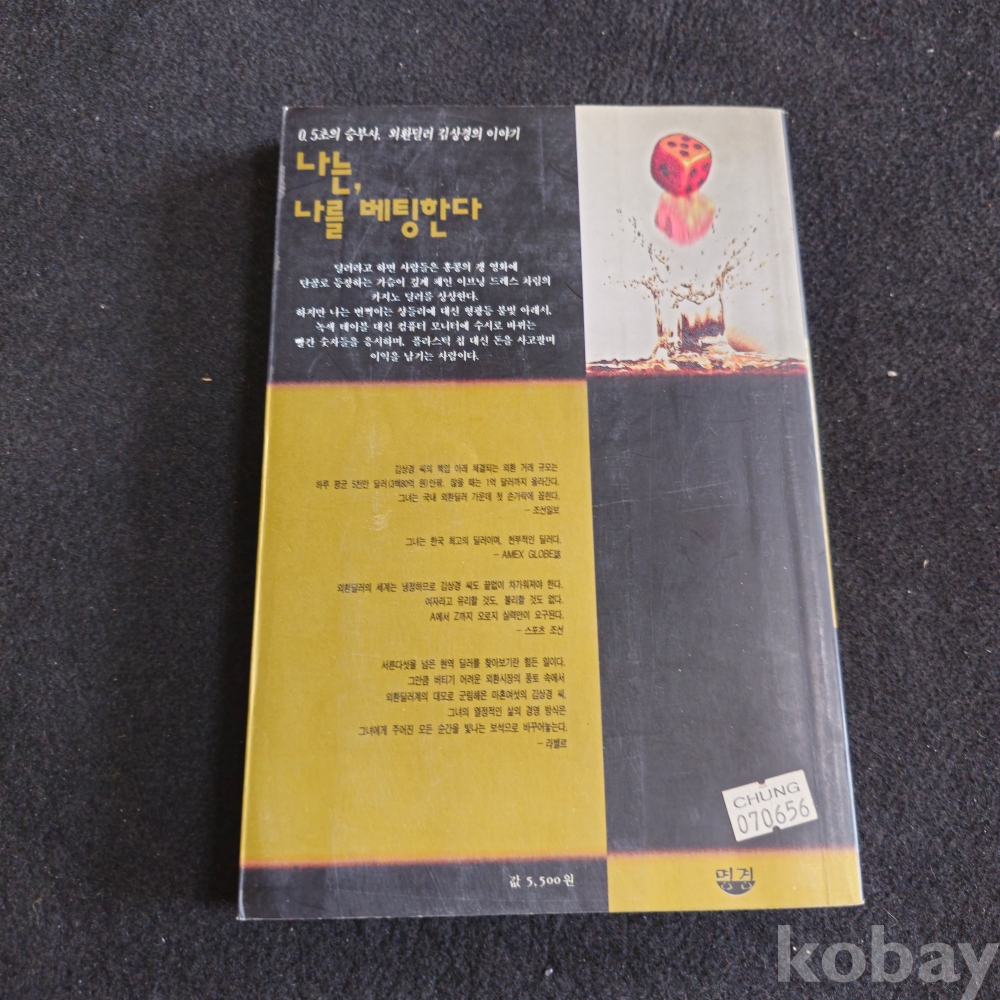 0.5초의 승부사, 외환딜러 김상경의 이야기
나는,
나를 베팅한다
딜러라고 하면 사람들은 홍콩의 갱 영화에
단골로 등장하는 가슴이 깊게 패인 이브닝 드레스 차림의
카지노 딜러를 상상한다.
하지만 나는 번쩍이는 샹들리에 대신 형광등 불빛 아래서,
녹색 테이블 대신 컴퓨터 모니터에 수시로 바뀌는
빨간 숫자들을 응시하며, 플라스틱 칩 대신 돈을 사고팔며
이익을 남기는 사람이다.
김상경 씨의 책임 아래 체결되는 외환 거래 규모는
하루 평균 5천만 달러(3백80억 원)안팎. 많을 때는 1억 달러까지 올라간다.
그녀는 국내 외환딜러 가운데 첫 손가락에 꼽힌다.
- 조선일보
그녀는 한국 최고의 딜러이며, 천부적인 딜러다.
- AMEX GLOBE誌
외환딜러의 세계는 냉정하므로 김상경 씨도 끝없이 차가워져야 한다.
여자라고 유리할 것도, 불리할 것도 없다.
A에서 Z까지 오로지 실력만이 요구된다.
- 스포츠 조선
서른다섯을 넘은 현역 딜러를 찾아보기란 힘든 일이다.
그만큼 버티기 어려운 외환시장의 풍토 속에서
외환딜러계의 대모로 군림해온 마흔여섯의 김상경 씨.
그녀의 열정적인 삶의 경영 방식은
그녀에게 주어진 모든 순간을 빛나는 보석으로 바꾸어놓는다.
- 라벨르
CHUNG
070656
값 5,500원
명경
kobay